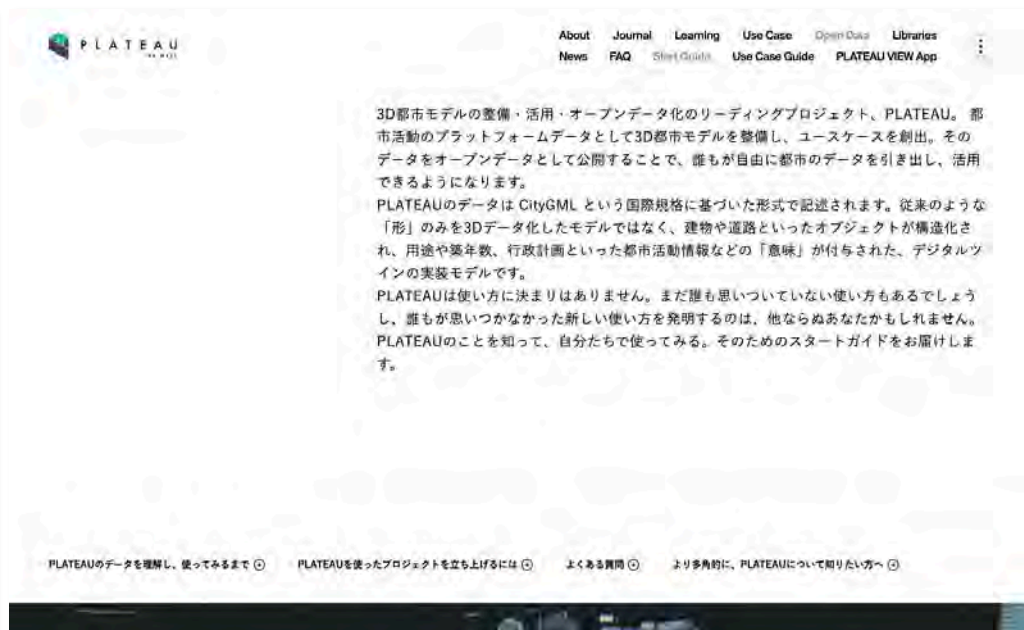 PLATEAU
About Journal Learning Use Case Open Data Libraries
News FAQ Start Guide Use Case Guide PLATEAU VIEW App
3D都市モデルの整備・活用・オープンデータ化のリーディングプロジェクト、PLATEAU。 都
市活動のプラットフォームデータとして3D都市モデルを整備し、ユースケースを創出。その
データをオープンデータとして公開することで、誰もが自由に都市のデータを引き出し、活用
できるようになります。
PLATEAUのデータは CityGML という国際規格に基づいた形式で記述されます。従来のような
「形」のみを3Dデータ化したモデルではなく、建物や道路といったオブジェクトが構造化さ
れ、用途や築年数、行政計画といった都市活動情報などの「意味」が付与された、デジタルツ
インの実装モデルです。
PLATEAUは使い方に決まりはありません。まだ誰も思いついていない使い方もあるでしょう
し、誰もが思いつかなかった新しい使い方を発明するのは、他ならぬあなたかもしれません。
PLATEAUのことを知って、自分たちで使ってみる。そのためのスタートガイドをお届けしま
す。
PLATEAUのデータを理解し、使ってみるまで PLATEAUを使ったプロジェクトを立ち上げるには よくある質問 より多角的に、PLATEAUについて知りたい方へ